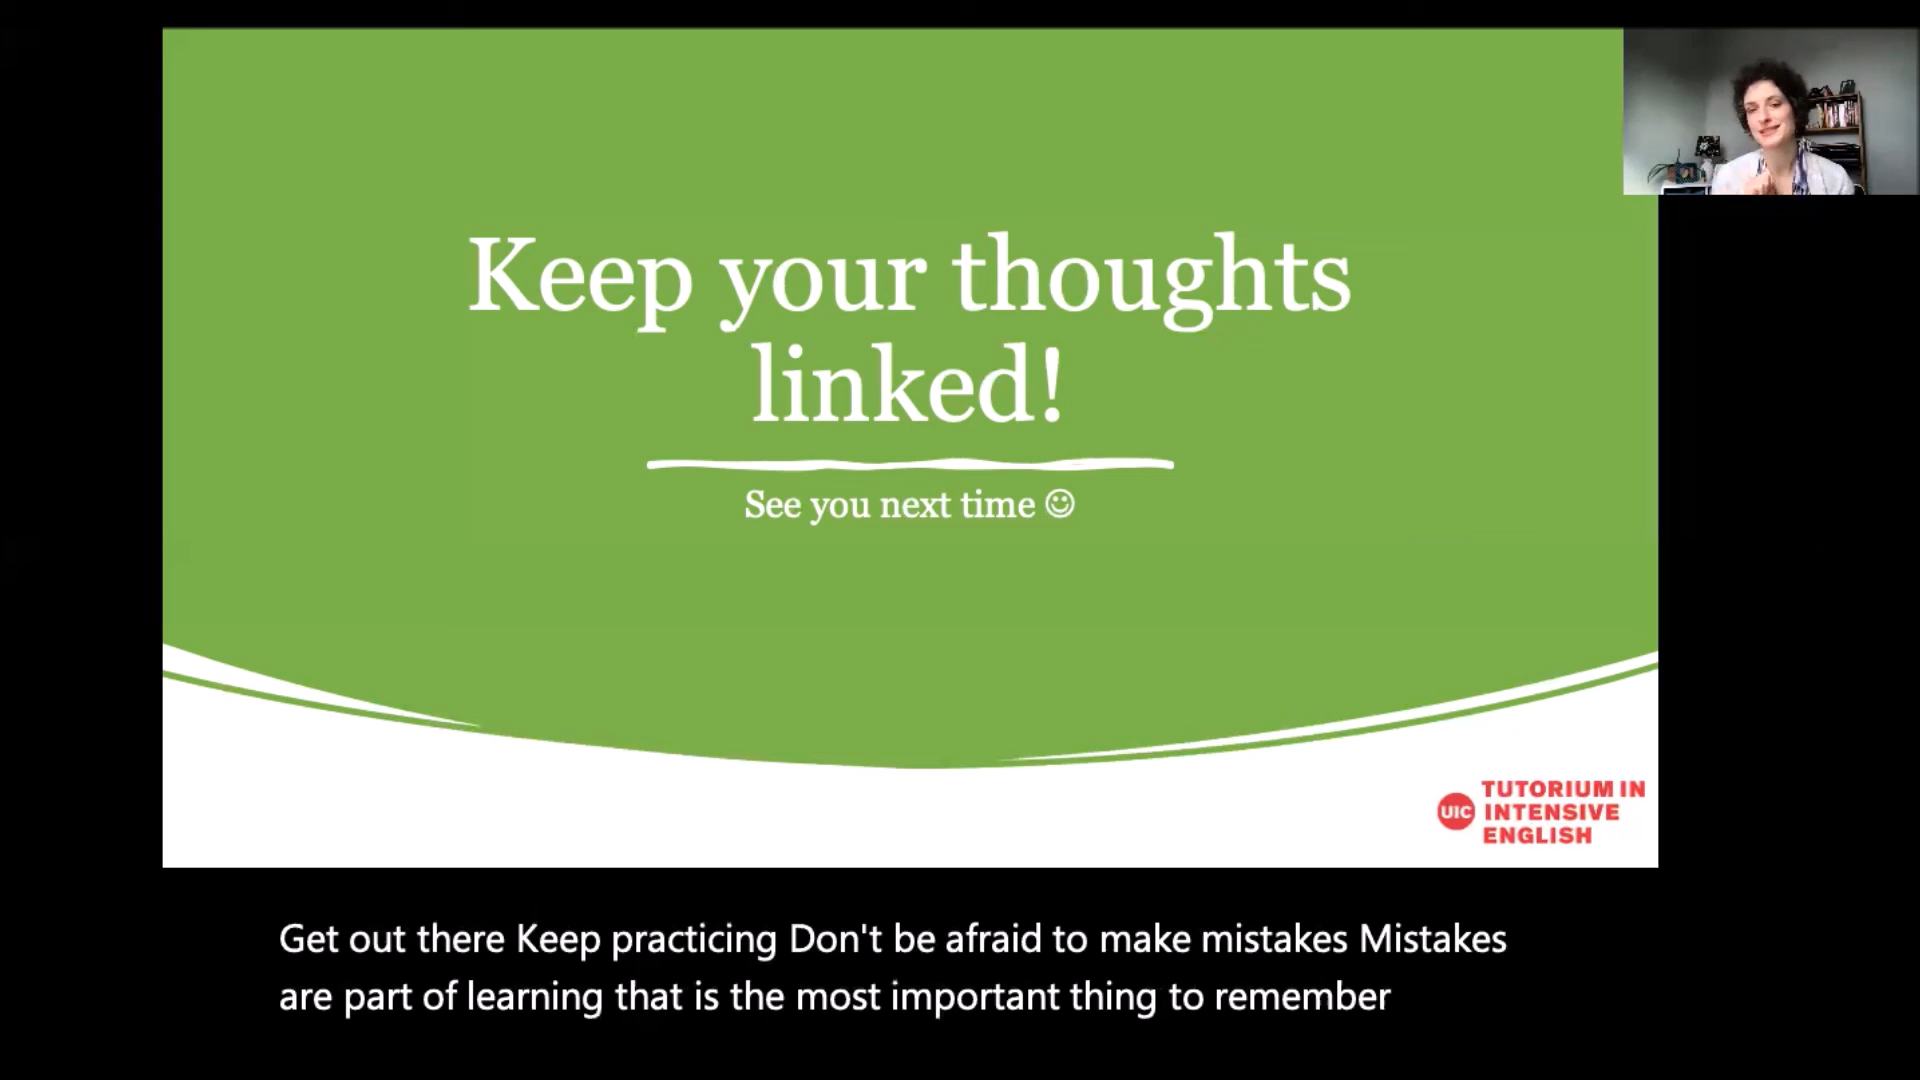 Keep your thoughts
linked!
See you next time ☺
UIC
TUTORIUM IN
INTENSIVE
ENGLISH
Get out there Keep practicing Don't be afraid to make mistakes Mistakes
are part of learning that is the most important thing to remember